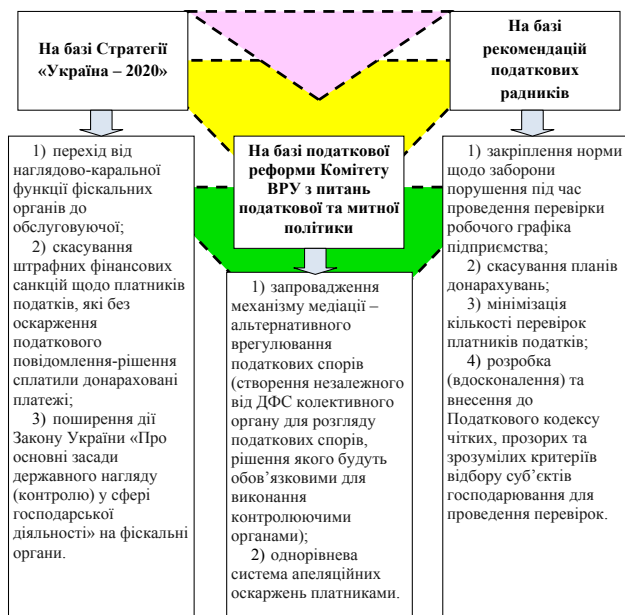 На базі Стратегії
«Україна – 2020»
1) перехід від
наглядово-каральної
функції фіскальних
органів до
обслуговуючої;
2) скасування
штрафних фінансових
санкцій щодо платників
податків, які без
оскарження
податкового
повідомлення-рішення
сплатили донараховані
платежі;
3) поширення дії
Закону України «Про
основні засади
державного нагляду
(контролю) у сфері
господарської
діяльності» на фіскальні
органи.
На базі податкової
реформи Комітету
ВРУ з питань
податкової та митної
політики
1) запровадження
механізму медіації –
альтернативного
врегулювання
податкових спорів
(створення незалежного
від ДФС колективного
органу для розгляду
податкових спорів,
рішення якого будуть
обов’язковими для
виконання
контролюючими
органами);
2) однорівнева
система апеляційних
оскаржень платниками.
На базі
рекомендацій
податкових
радників
1) закріплення норми
щодо заборони
порушення під час
проведення перевірки
робочого графіка
підприємства;
2) скасування планів
донарахувань;
3) мінімізація
кількості перевірок
платників податків;
4) розробка
(вдосконалення) та
внесення до
Податкового кодексу
чітких, прозорих та
зрозумілих критеріїв
відбору суб’єктів
господарювання для
проведення перевірок.